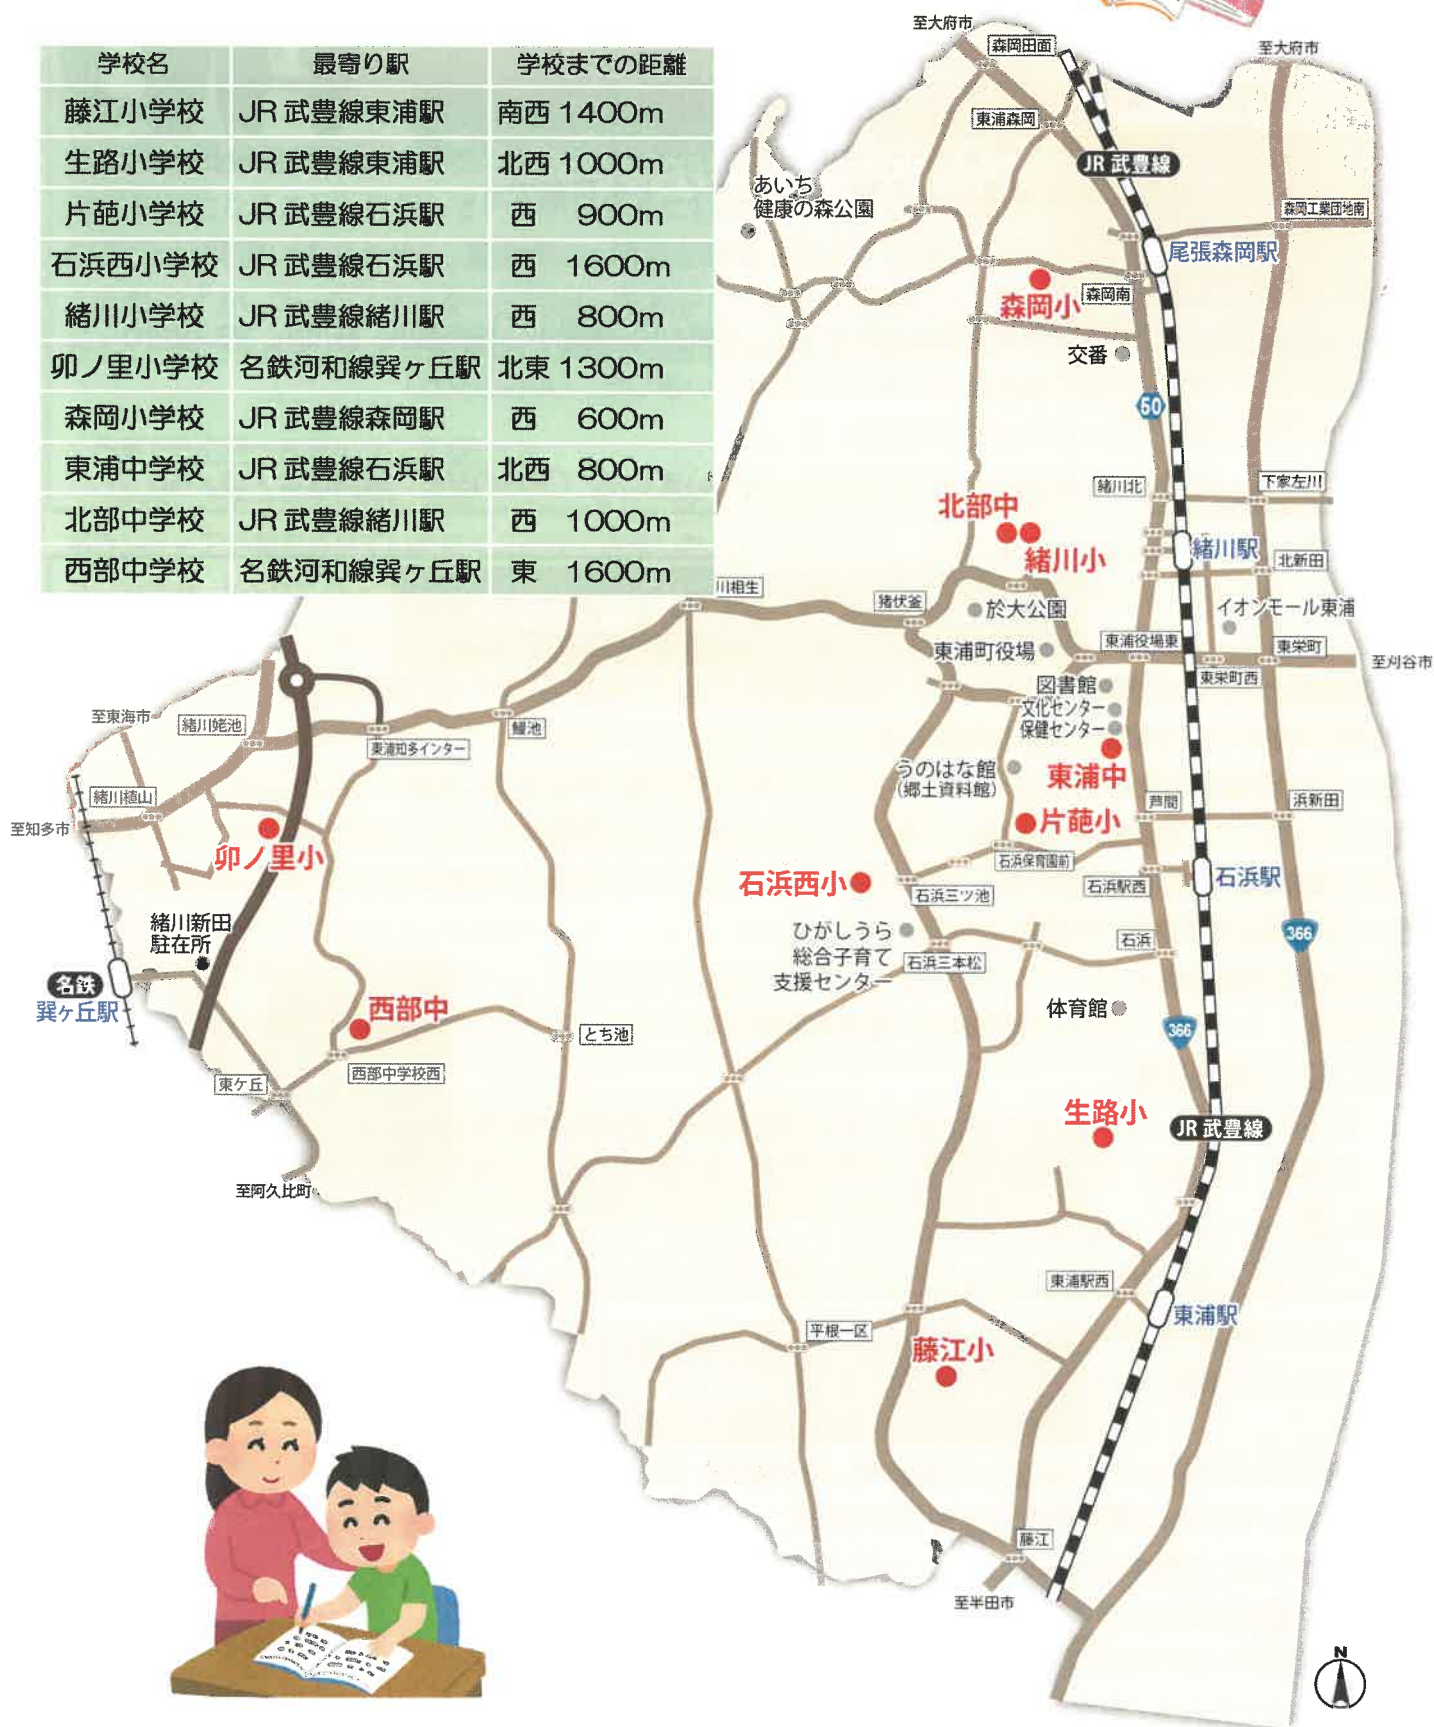 学校名 最寄り駅 学校までの距離
藤江小学校 JR 武豊線東浦駅 南西 1400m
生路小学校 JR 武豊線東浦駅 北西 1000m
片葩小学校 JR 武豊線石浜駅 西 900m
石浜西小学校 JR 武豊線石浜駅 西 1600m
緒川小学校 JR 武豊線緒川駅 西 800m
卯ノ里小学校 名鉄河和線巽ヶ丘駅 北東 1300m
森岡小学校 JR 武豊線森岡駅 西 600m
東浦中学校 JR 武豊線石浜駅 北西 800m
北部中学校 JR 武豊線緒川駅 西 1000m
西部中学校 名鉄河和線巽ヶ丘駅 東 1600m
至大府市
森岡田面
至大府市
東浦森岡
JR 武豊線
あいち
健康の森公園
森岡工業団地南
尾張森岡駅
森岡小
森岡南
交番
50
緒川北
下家左川
北部中
緒川小
緒川駅
北新田
川相生
猪伏釜
於大公園
イオンモール東浦
東浦町役場
東浦役場東
東栄町
至刈谷市
東栄町西
図書館
文化センター
保健センター
至東海市
緒川姥池
東浦知多インター
鰻池
東浦中
うのはな館
(郷土資料館)
緒川植山
至知多市
芦間
浜新田
片葩小
卯ノ里小
石浜保育園前
石浜西小
石浜三ツ池
石浜駅西
石浜駅
緒川新田
駐在所
ひがしうら
総合子育て
支援センター
石浜三本松
石浜
366
名鉄
巽ヶ丘駅
西部中
体育館
366
とち池
西部中学校西
東ケ丘
生路小
JR 武豊線
至阿久比町
東浦駅西
東浦駅
平根一区
藤江小
藤江
至半田市
N